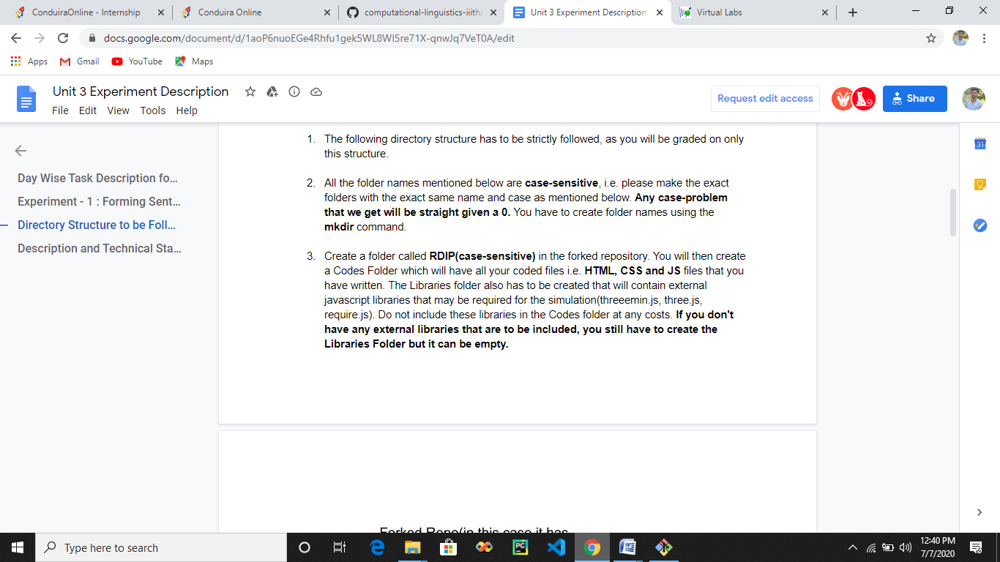 ConduiraOnline - Internship
Conduira Online
computational-linguistics-iiith/
Unit 3 Experiment Description
Virtual Labs
docs.google.com/document/d/1aoP6nuoEGe4Rhfu1gek5WL8WI5re71X-qnwJq7VeT0A/edit
Apps
Gmail
YouTube
Maps
Unit 3 Experiment Description
File Edit View Tools Help
Request edit access
Share
31
Day Wise Task Description fo...
Experiment - 1 : Forming Sent...
Directory Structure to be Foll...
Description and Technical Sta...
1. The following directory structure has to be strictly followed, as you will be graded on only
this structure.
2. All the folder names mentioned below are case-sensitive, i.e. please make the exact
folders with the exact same name and case as mentioned below. Any case-problem
that we get will be straight given a 0. You have to create folder names using the
mkdir command.
3. Create a folder called RDIP(case-sensitive) in the forked repository. You will then create
a Codes Folder which will have all your coded files i.e. HTML, CSS and JS files that you
have written. The Libraries folder also has to be created that will contain external
javascript libraries that may be required for the simulation(threeemin.js, three.js,
require.js). Do not include these libraries in the Codes folder at any costs. If you don't
have any external libraries that are to be included, you still have to create the
Libraries Folder but it can be empty.
Forked Repo(in this case it has
Type here to search
PC
12:40 PM
7/7/2020